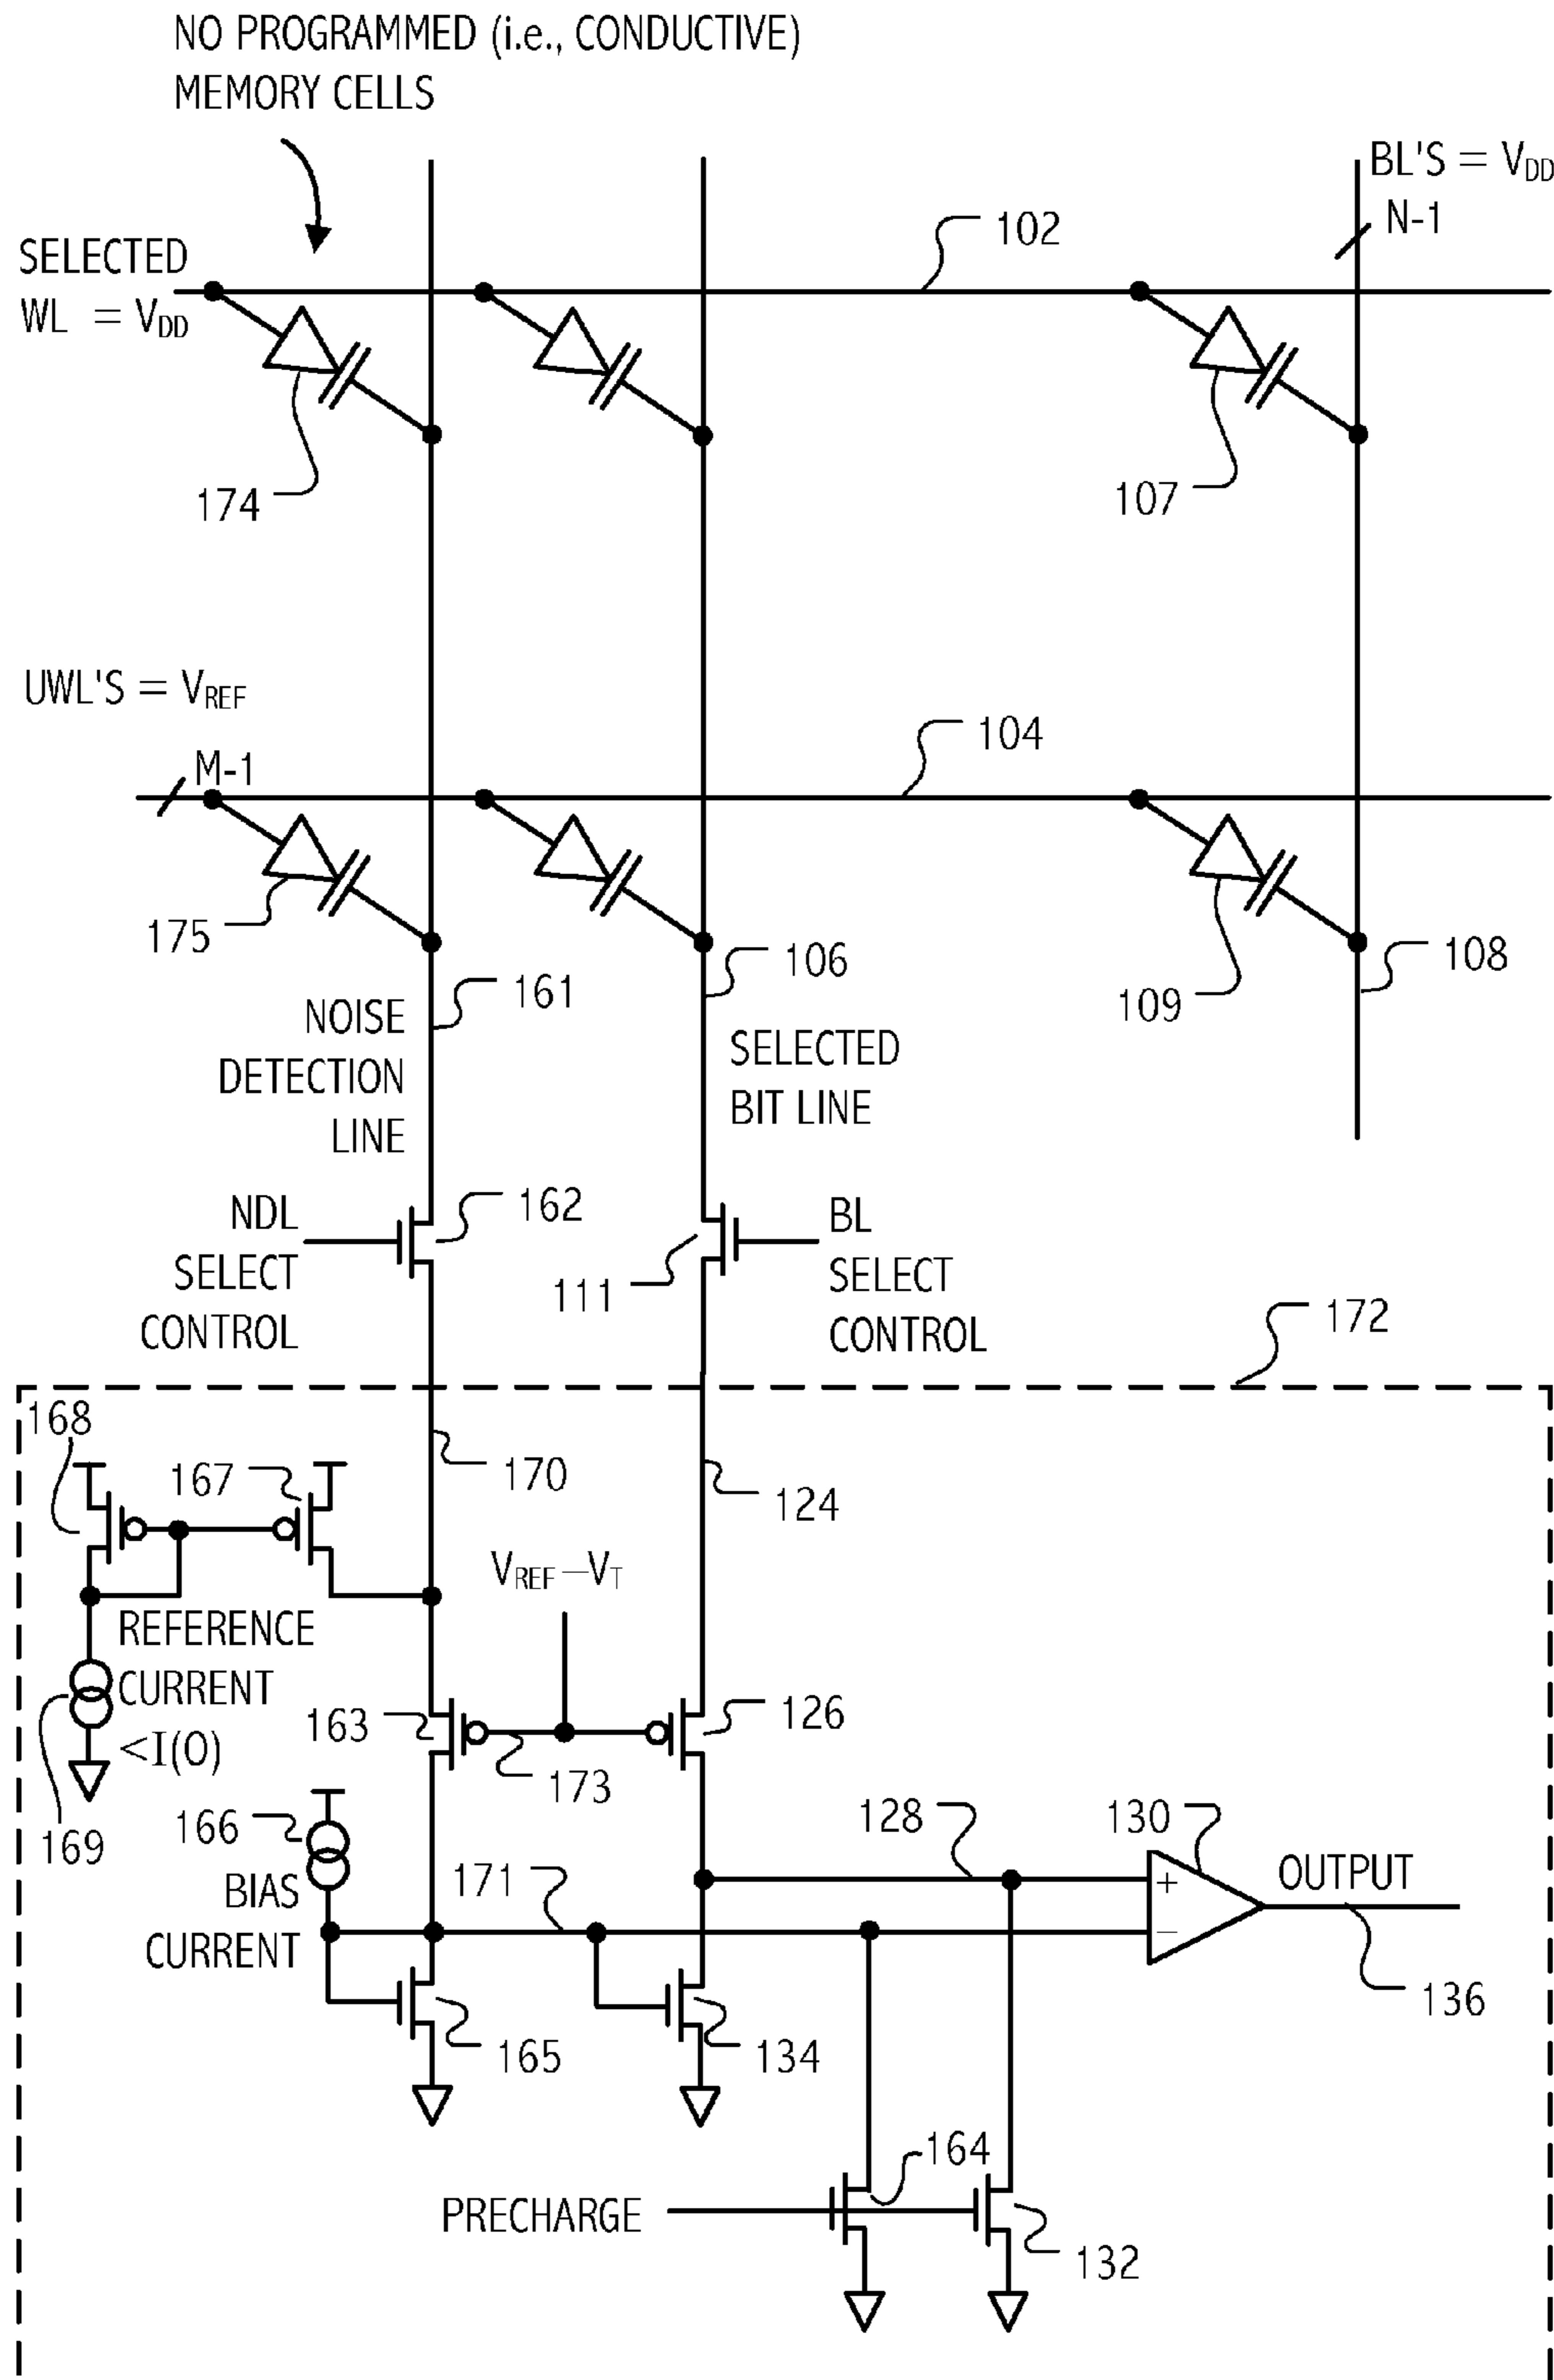 NO PROGRAMMED (i.e., CONDUCTIVE)
MEMORY CELLS
BL'S = VDD
N-1
102
SELECTED
WL = VDD
174
107
UWL'S = VREF
104
M-1
175
106
108
161
109
NOISE
DETECTION
LINE
SELECTED
BIT LINE
NDL
SELECT
CONTROL
162
111
BL
SELECT
CONTROL
172
168
167
170
124
VREF–VT
REFERENCE
CURRENT
<I(0)
169
163
173
126
166
BIAS
CURRENT
171
128
130
+
–
OUTPUT
136
165
134
164
PRECHARGE
132